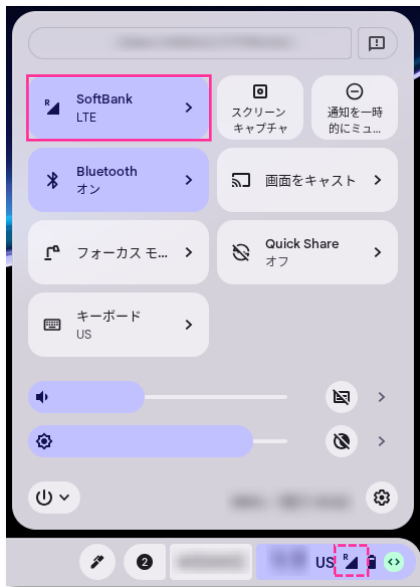 R
SoftBank
LTE
スクリーン
キャプチャ
通知を一時
的にミュ...
Bluetooth
オン
画面をキャスト
フォーカス モ...
Quick Share
オフ
キーボード
US
2
US
R